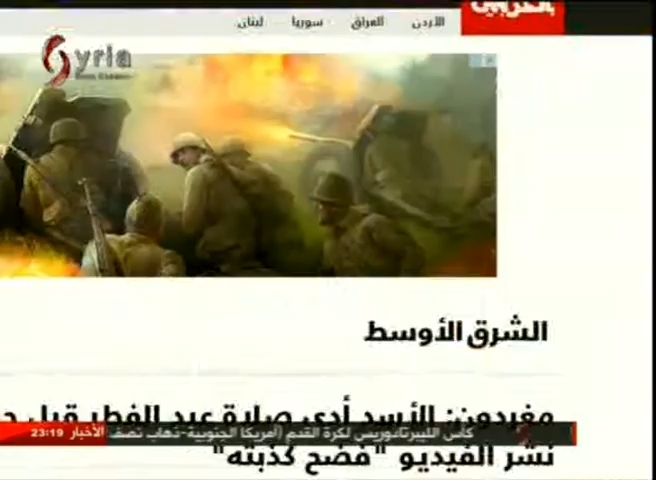 بالعربية
الأردن العراق سوريا لبنان
Syria
الشرق الأوسط
مغردون: الأسد أدى صلاة عيد الفطر قبل
كأس الليبرتادوريس لكرة القدم (أمريكا الجنوبية-ذهاب نصف
الأخبار 23:19
نشر الفيديو "فضح كذبته"